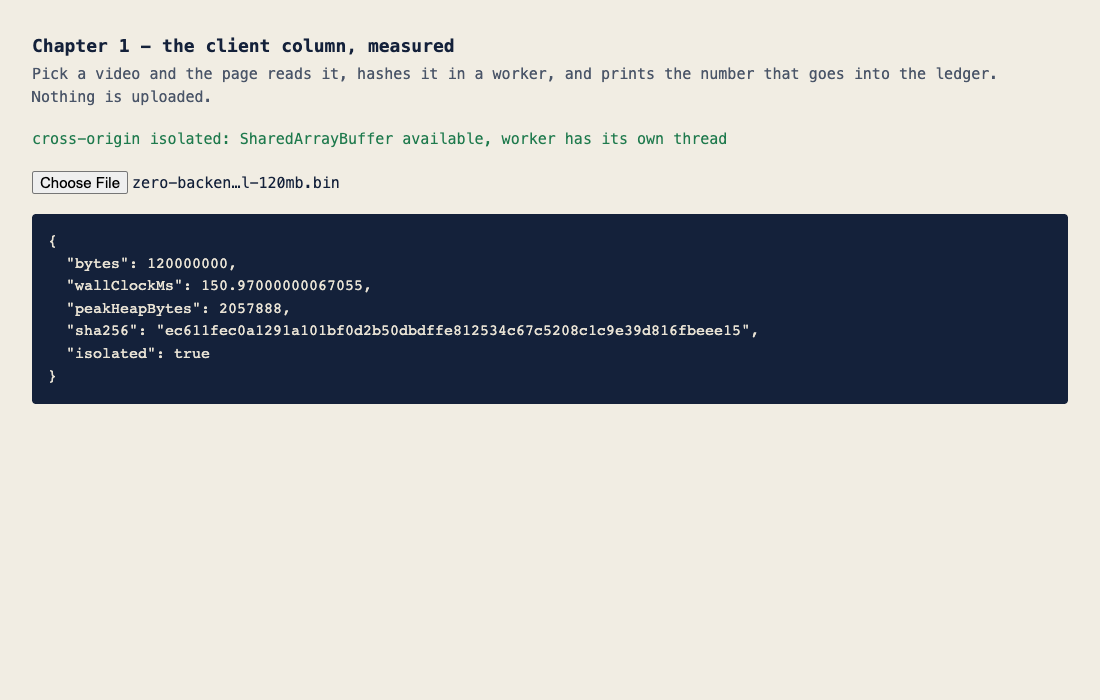 Chapter 1 — the client column, measured
Pick a video and the page reads it, hashes it in a worker, and prints the number that goes into the ledger.
Nothing is uploaded.
cross-origin isolated: SharedArrayBuffer available, worker has its own thread
Choose File zero-backen…l-120mb.bin
{
  "bytes": 120000000,
  "wallClockMs": 150.97000000067055,
  "peakHeapBytes": 2057888,
  "sha256": "ec611fec0a1291a101bf0d2b50dbdffe812534c67c5208c1c9e39d816fbeee15",
  "isolated": true
}